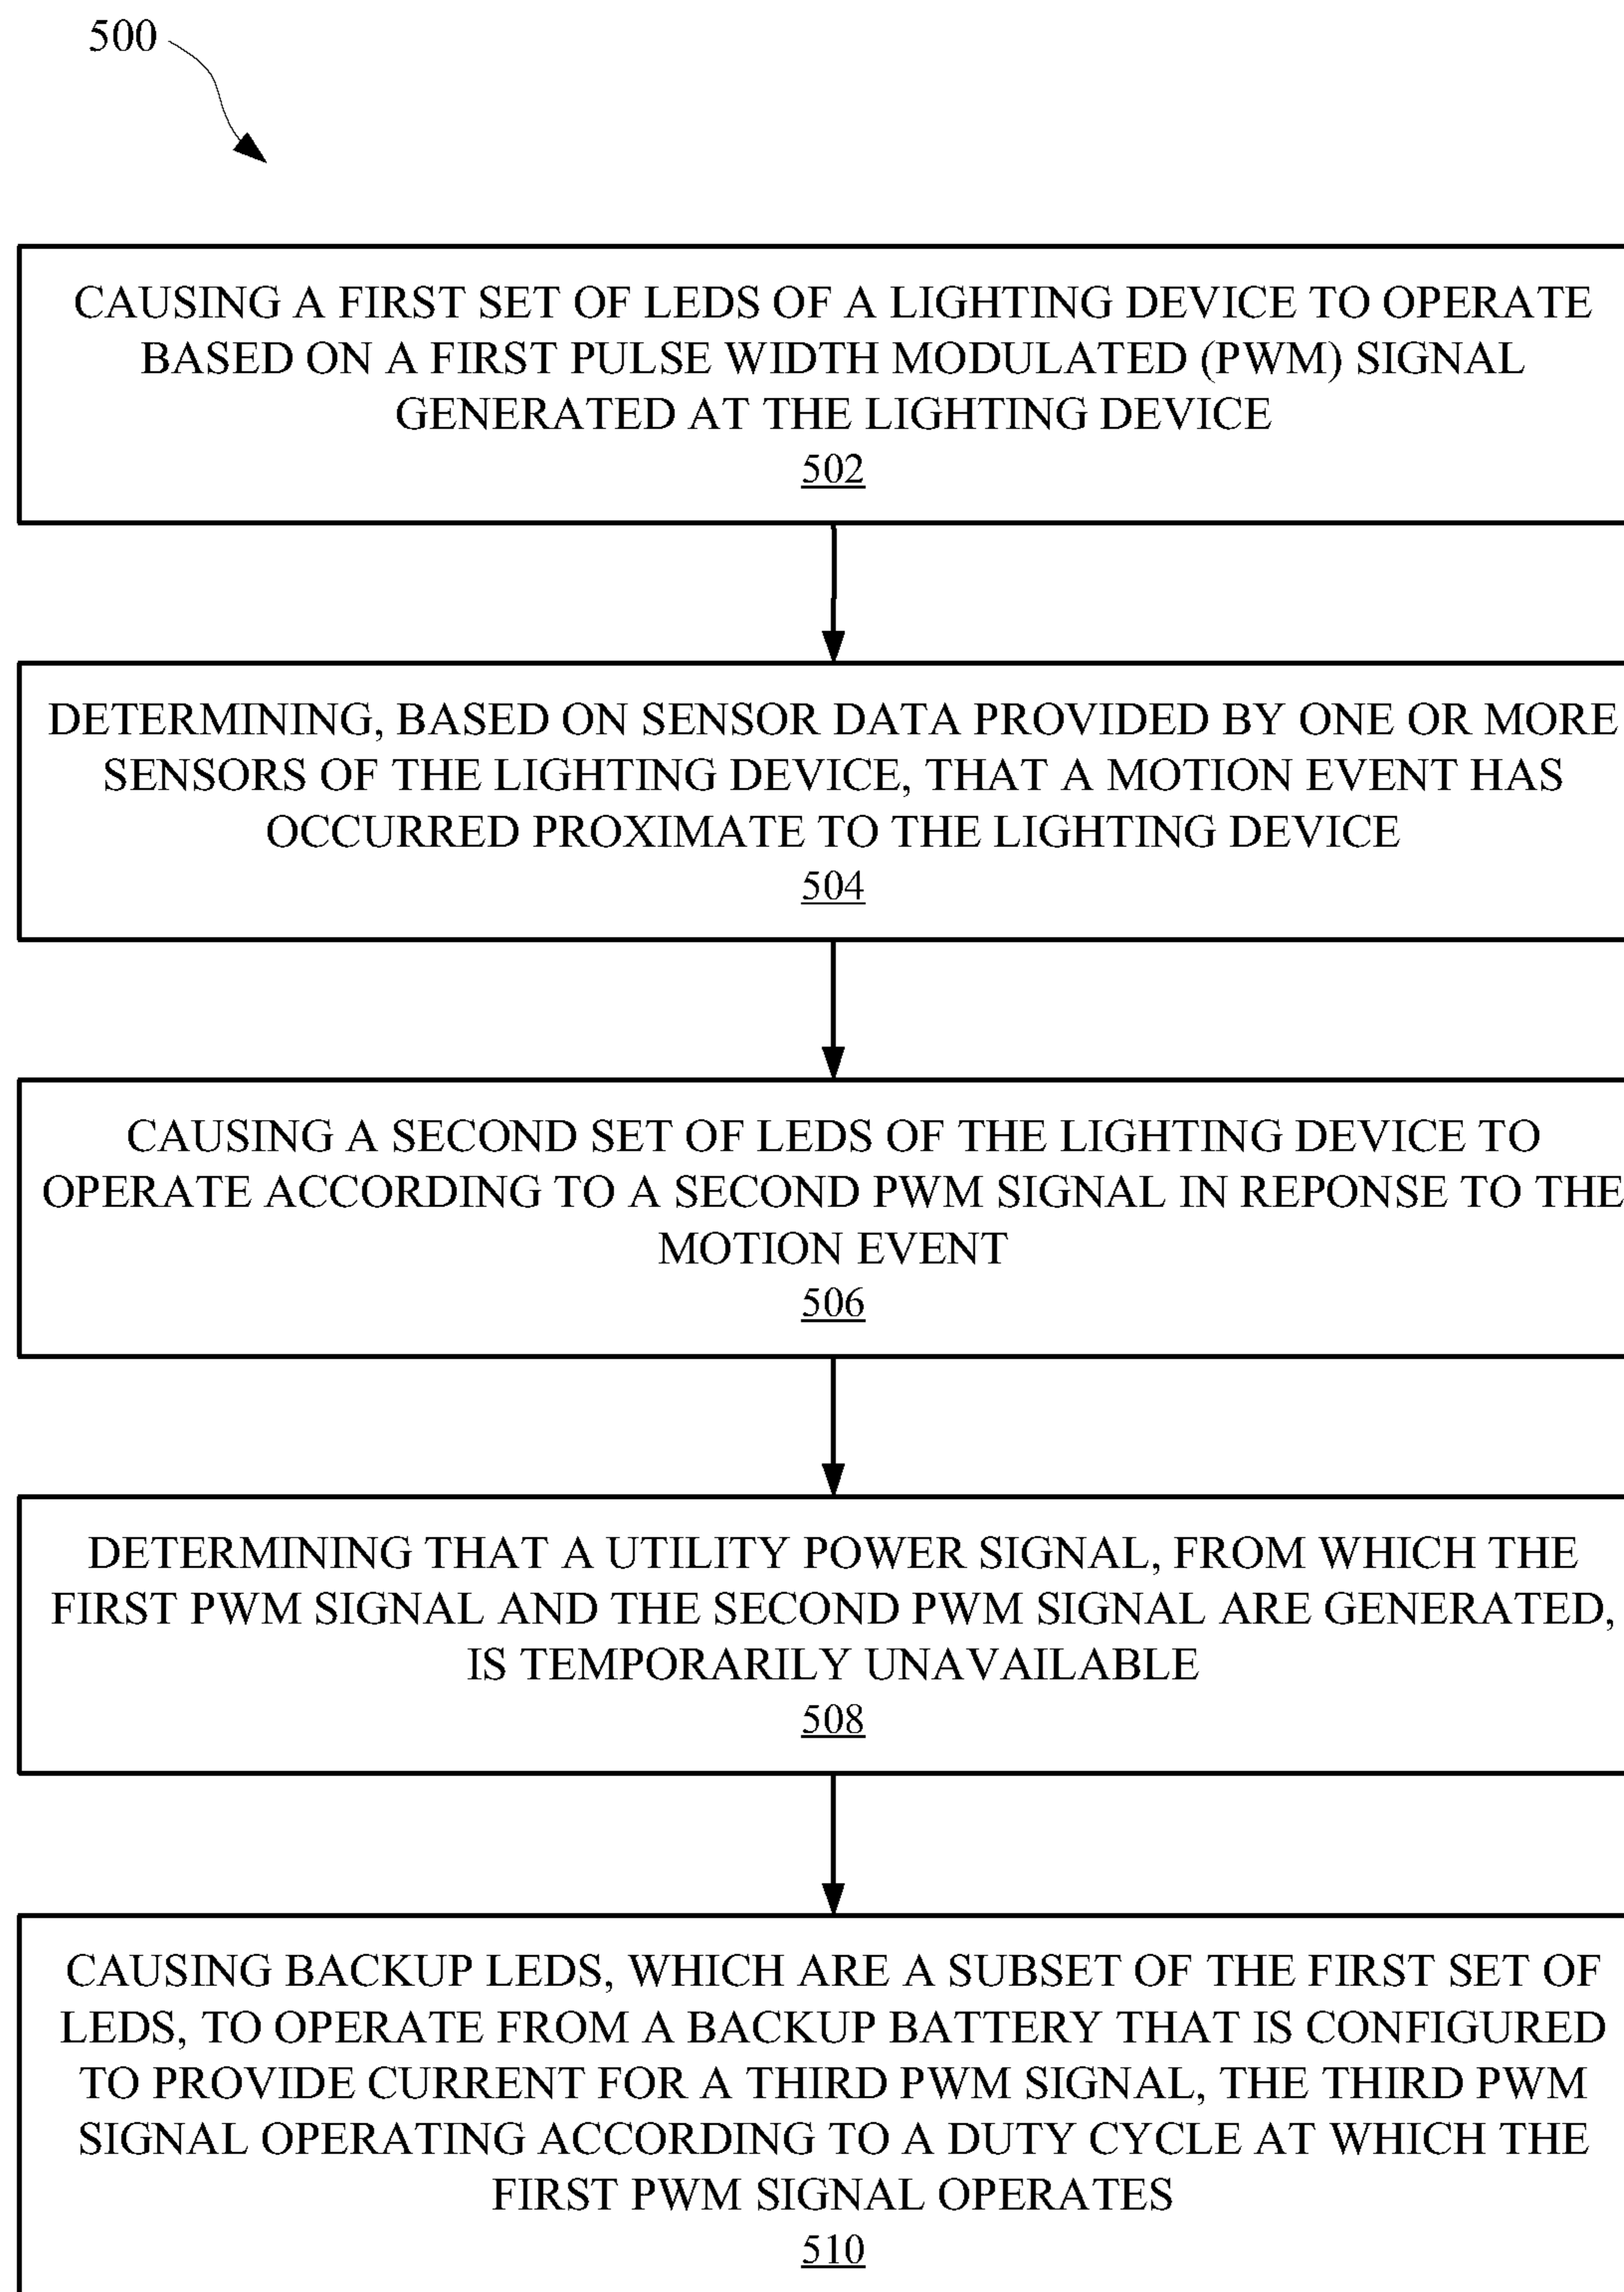 500
CAUSING A FIRST SET OF LEDS OF A LIGHTING DEVICE TO OPERATE
BASED ON A FIRST PULSE WIDTH MODULATED (PWM) SIGNAL
GENERATED AT THE LIGHTING DEVICE
502
DETERMINING, BASED ON SENSOR DATA PROVIDED BY ONE OR MORE
SENSORS OF THE LIGHTING DEVICE, THAT A MOTION EVENT HAS
OCCURRED PROXIMATE TO THE LIGHTING DEVICE
504
CAUSING A SECOND SET OF LEDS OF THE LIGHTING DEVICE TO
OPERATE ACCORDING TO A SECOND PWM SIGNAL IN REPONSE TO THE
MOTION EVENT
506
DETERMINING THAT A UTILITY POWER SIGNAL, FROM WHICH THE
FIRST PWM SIGNAL AND THE SECOND PWM SIGNAL ARE GENERATED,
IS TEMPORARILY UNAVAILABLE
508
CAUSING BACKUP LEDS, WHICH ARE A SUBSET OF THE FIRST SET OF
LEDS, TO OPERATE FROM A BACKUP BATTERY THAT IS CONFIGURED
TO PROVIDE CURRENT FOR A THIRD PWM SIGNAL, THE THIRD PWM
SIGNAL OPERATING ACCORDING TO A DUTY CYCLE AT WHICH THE
FIRST PWM SIGNAL OPERATES
510